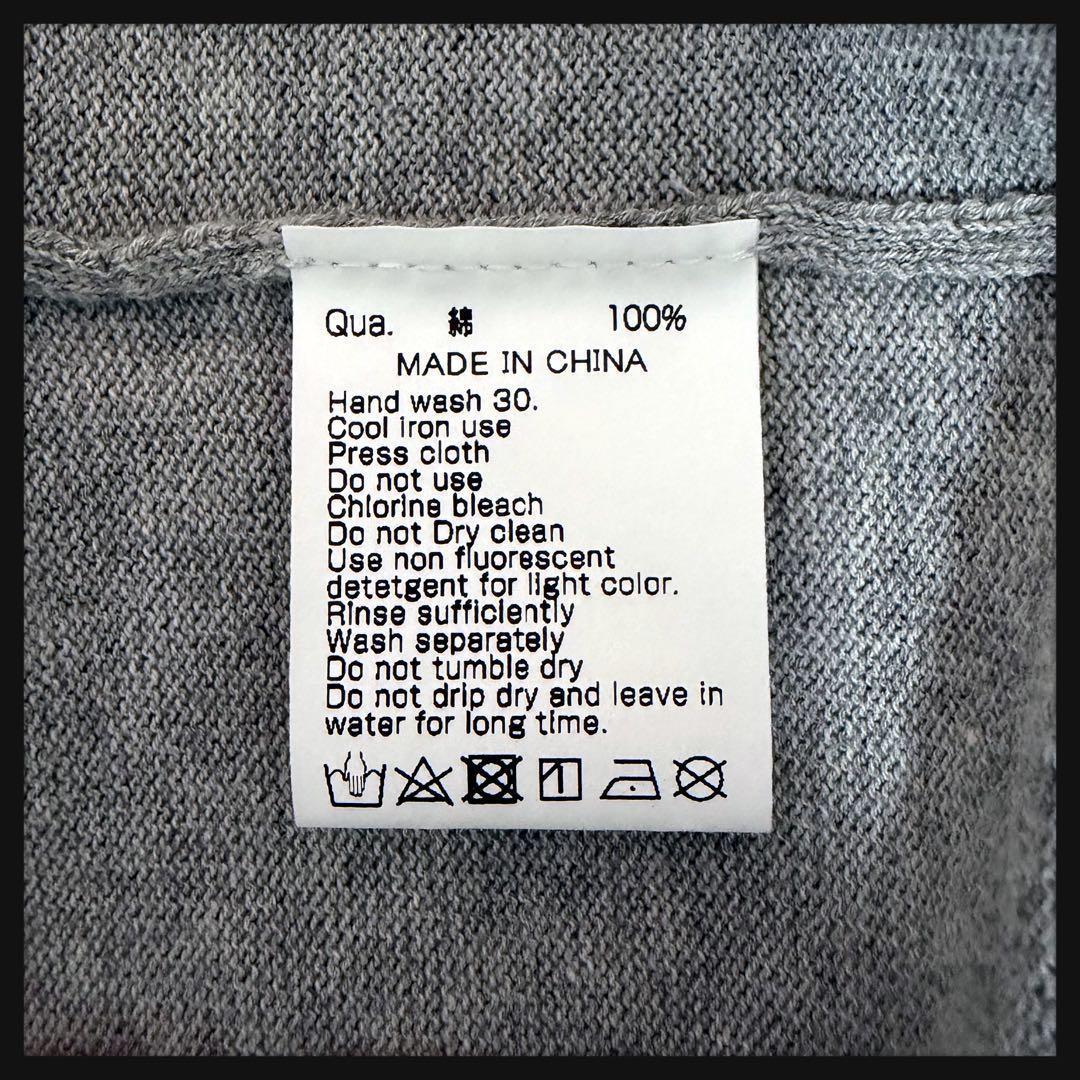 Qua. 綿 100%
MADE IN CHINA
Hand wash 30.
Cool iron use
Press cloth
Do not use
Chlorine bleach
Do not Dry clean
Use non fluorescent
detetgent for light color.
Rinse sufficiently
Wash separately
Do not tumble dry
Do not drip dry and leave in
water for long time.